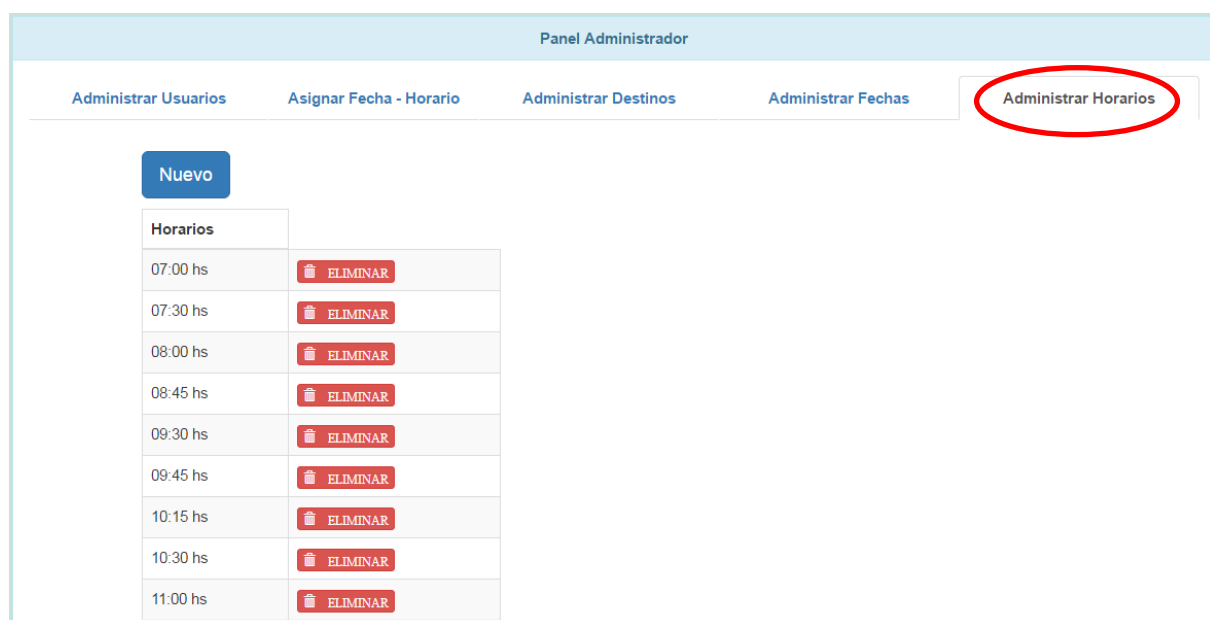 Panel Administrador
Administrar Usuarios Asignar Fecha - Horario Administrar Destinos Administrar Fechas Administrar Horarios
Nuevo
Horarios
07:00 hs ELIMINAR
07:30 hs ELIMINAR
08:00 hs ELIMINAR
08:45 hs ELIMINAR
09:30 hs ELIMINAR
09:45 hs ELIMINAR
10:15 hs ELIMINAR
10:30 hs ELIMINAR
11:00 hs ELIMINAR